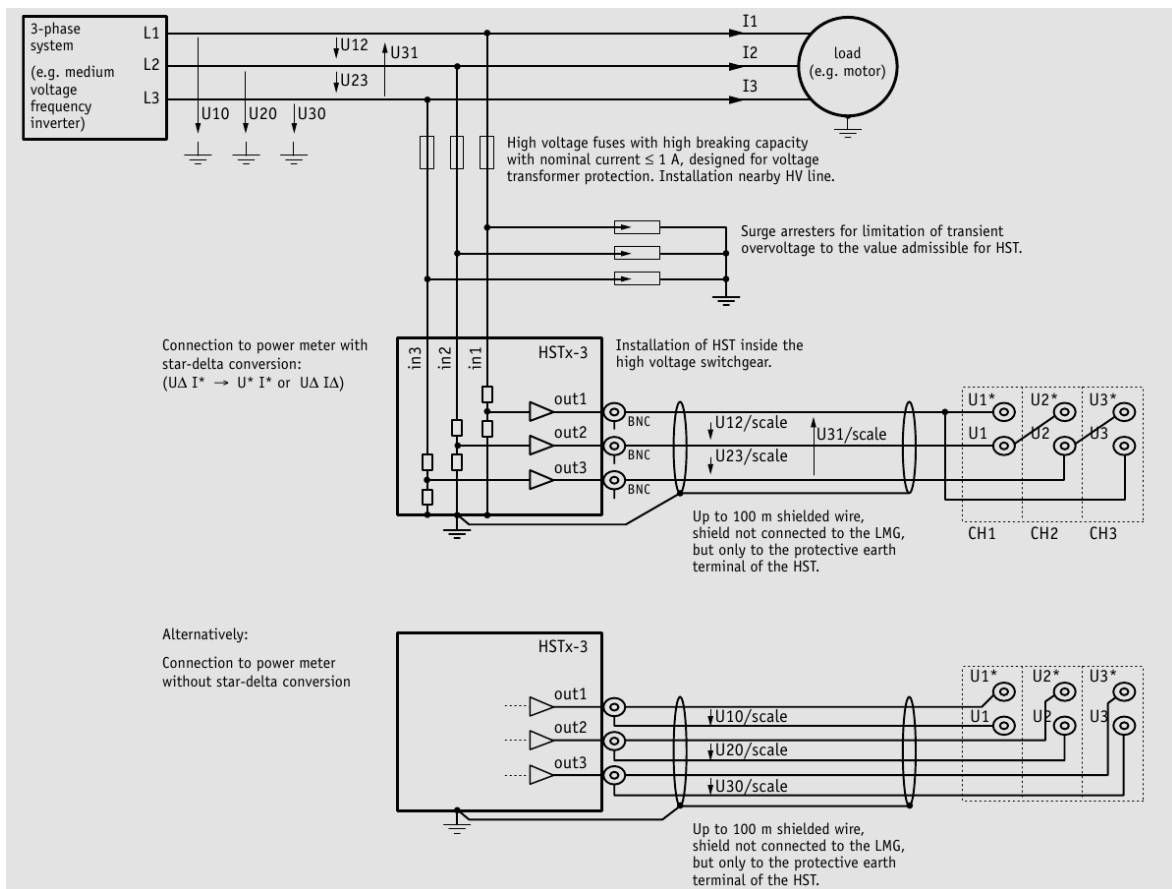 3-phase
system
(e.g. medium
voltage
frequency
inverter)
L1
L2
L3
U10
U20
U30
U12
U23
U31
I1
I2
I3
load
(e.g. motor)
High voltage fuses with high breaking capacity
with nominal current ≤ 1 A, designed for voltage
transformer protection. Installation nearby HV line.
Surge arresters for limitation of transient
overvoltage to the value admissible for HST.
Connection to power meter with
star-delta conversion:
(UΔ I* → U* I* or UΔ IΔ)
in3
in2
in1
HSTx-3
out1
out2
out3
BNC
BNC
BNC
Installation of HST inside the
high voltage switchgear.
U12/scale
U23/scale
U31/scale
U1*
U2*
U3*
U1
U2
U3
CH1
CH2
CH3
Up to 100 m shielded wire,
shield not connected to the LMG,
but only to the protective earth
terminal of the HST.
Alternatively:
Connection to power meter
without star-delta conversion
HSTx-3
out1
out2
out3
U10/scale
U20/scale
U30/scale
U1*
U2*
U3*
U1
U2
U3
Up to 100 m shielded wire,
shield not connected to the LMG,
but only to the protective earth
terminal of the HST.